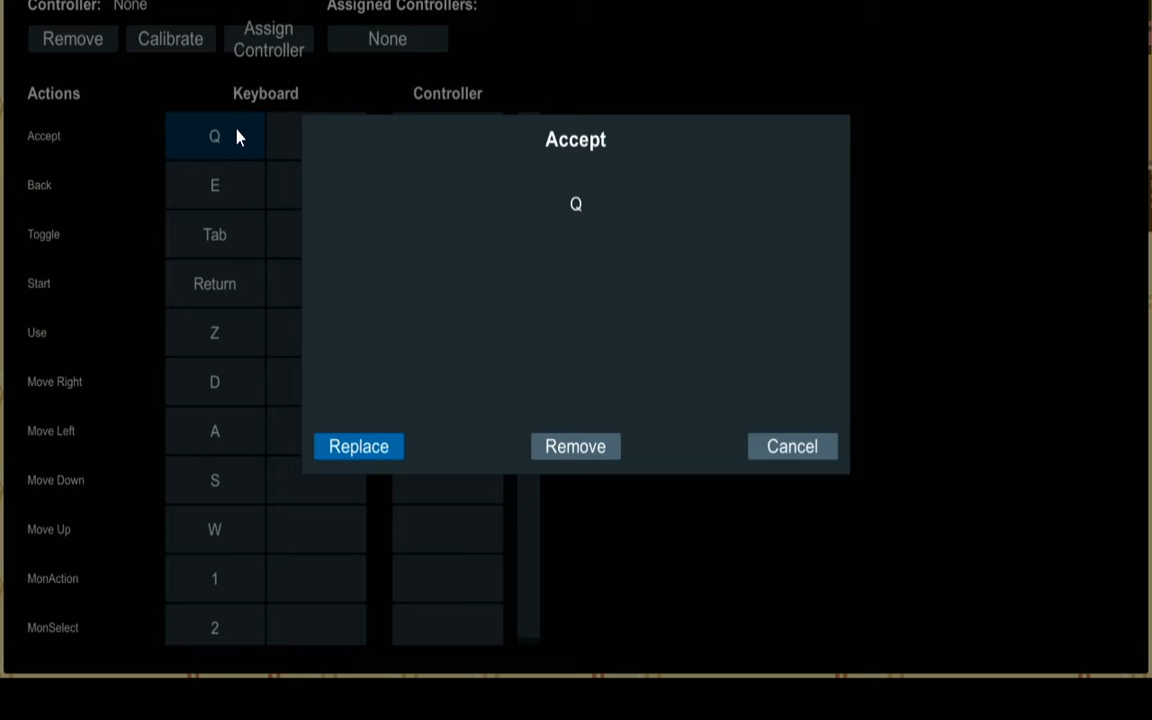 Controller: None
Assigned Controllers:
Remove
Calibrate
Assign
Controller
None
Actions
Keyboard
Controller
Accept
Q
Back
E
Toggle
Tab
Start
Return
Use
Z
Move Right
D
Move Left
A
Move Down
S
Move Up
W
MonAction
1
MonSelect
2
Accept
Q
Replace
Remove
Cancel